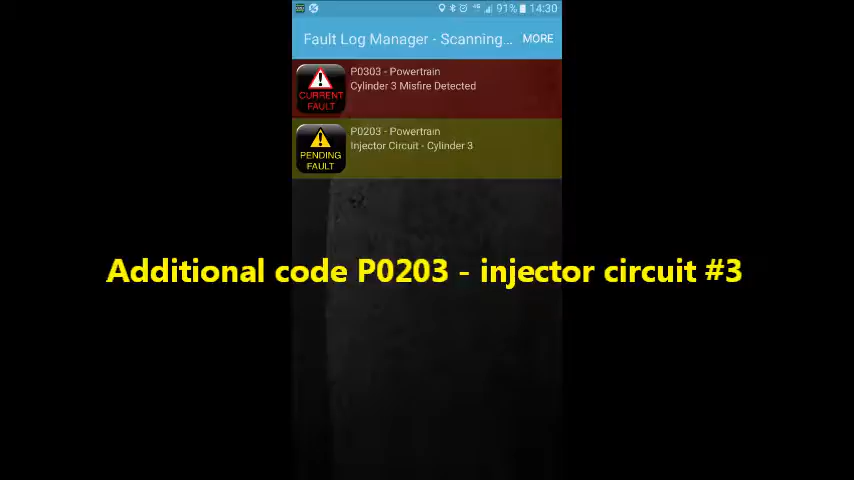 4G 91% 14:30
Fault Log Manager - Scanning... MORE
CURRENT FAULT
P0303 - Powertrain
Cylinder 3 Misfire Detected
PENDING FAULT
P0203 - Powertrain
Injector Circuit - Cylinder 3
Additional code P0203 - injector circuit #3